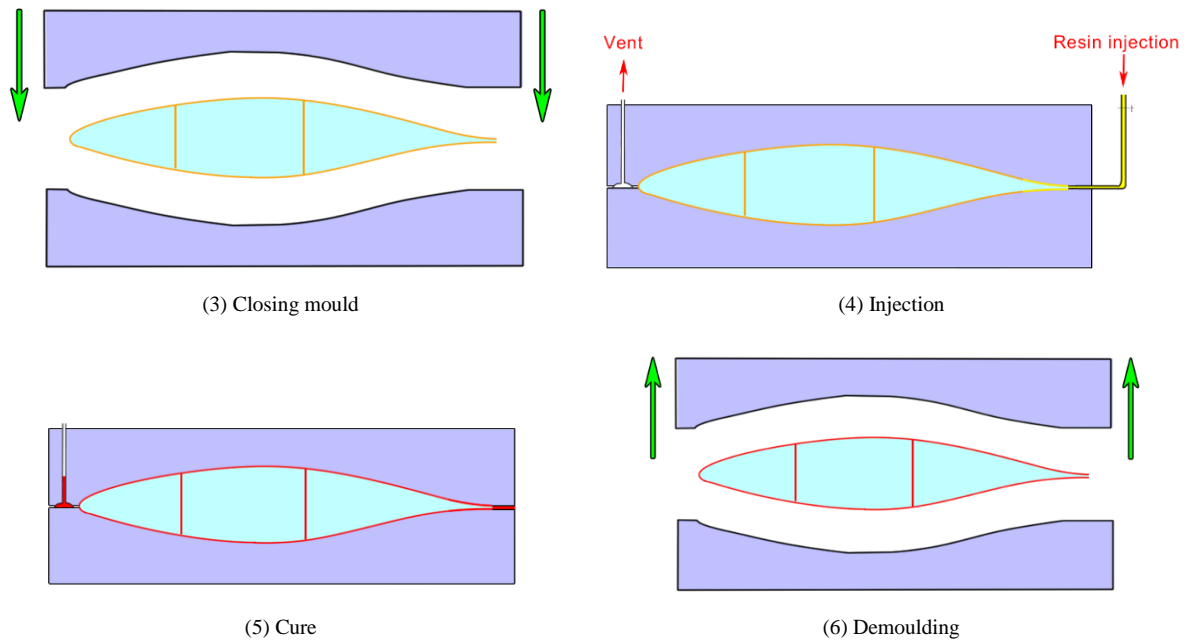 Vent
Resin injection
(3) Closing mould
(4) Injection
(5) Cure
(6) Demoulding